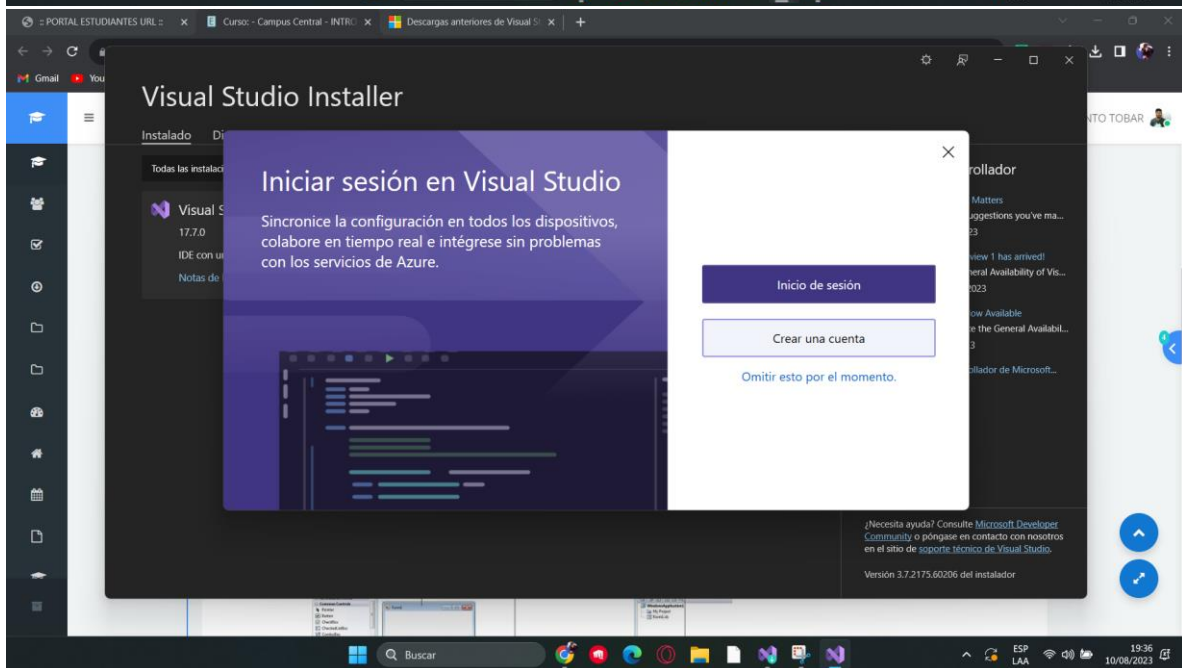 :: PORTAL ESTUDIANTES URL ::
Curso: - Campus Central - INTRO
Descargas anteriores de Visual S
Gmail
You
Visual Studio Installer
NTO TOBAR
Instalado
Di
Todas las instalaci
rollador
Iniciar sesión en Visual Studio
Matters
uggestions you've ma...
23
Visual S
17.7.0
IDE con u
Notas de
Sincronice la configuración en todos los dispositivos,
colabore en tiempo real e intégrese sin problemas
con los servicios de Azure.
view 1 has arrived!
neral Availability of Vis...
2023
Inicio de sesión
ow Available
e the General Availabil...
3
Crear una cuenta
ollador de Microsoft...
Omitir esto por el momento.
4
¿Necesita ayuda? Consulte Microsoft Developer
Community o póngase en contacto con nosotros
en el sitio de soporte técnico de Visual Studio.
Versión 3.7.2175.60206 del instalador
Buscar
ESP
LAA
19:36
10/08/2023